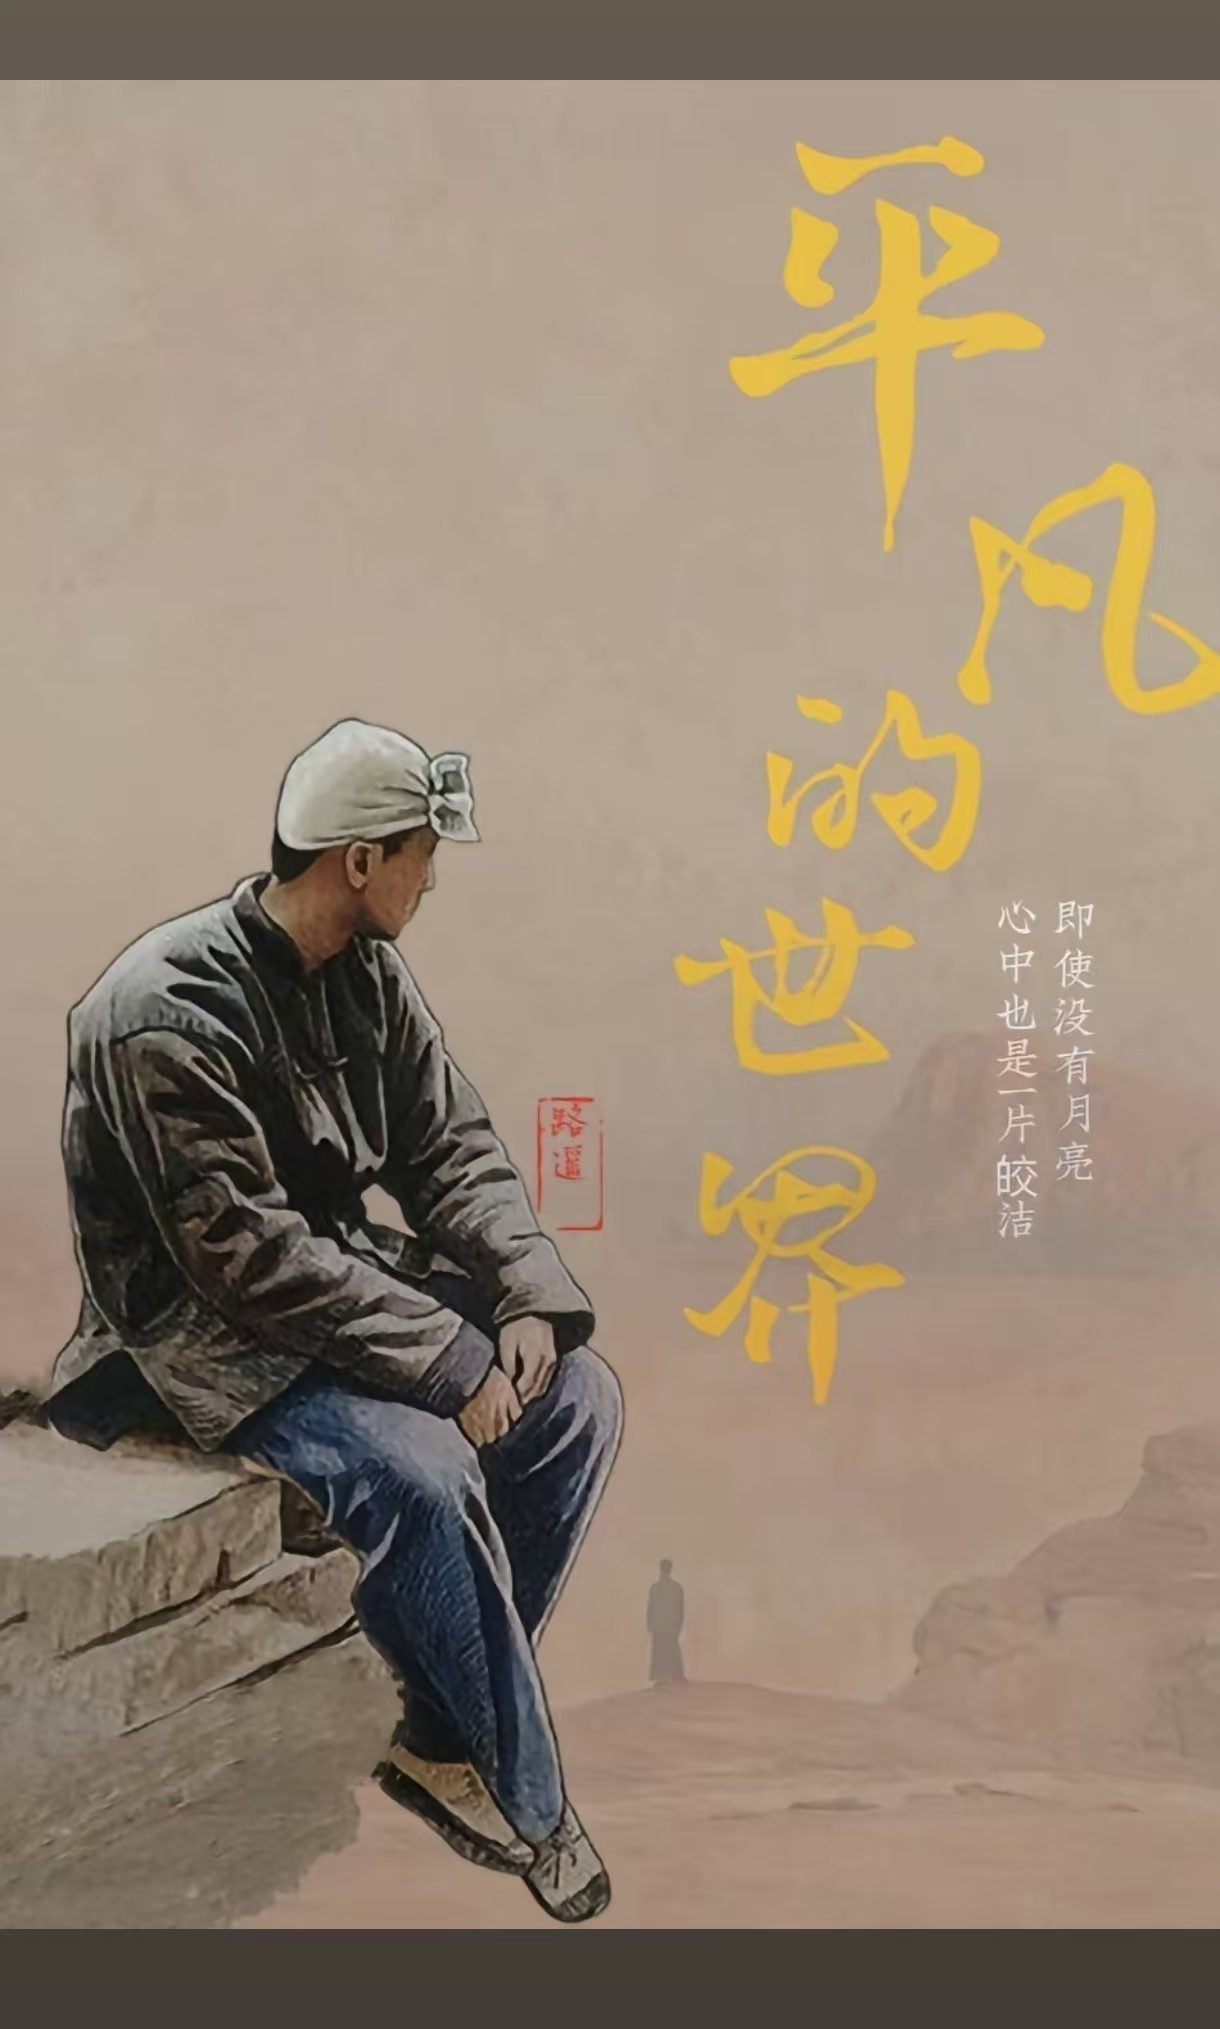 平凡的世界
即使没有月亮
心中也是一片皎洁
路遥